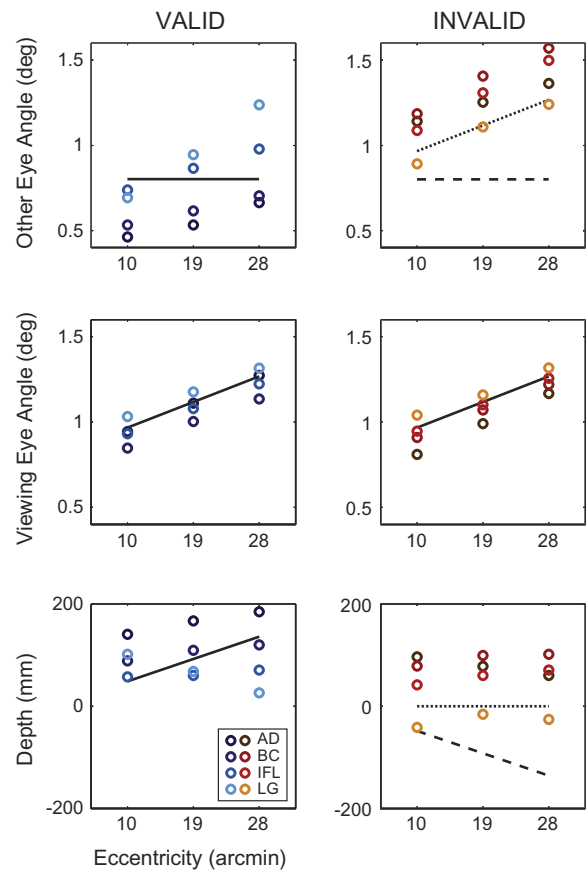 VALID
INVALID
Other Eye Angle (deg)
1.5
1
0.5
10 19 28
1.5
1
0.5
10 19 28
Viewing Eye Angle (deg)
1.5
1
0.5
10 19 28
1.5
1
0.5
10 19 28
Depth (mm)
200
0
-200
10 19 28
AD
BC
IFL
LG
200
0
-200
10 19 28
Eccentricity (arcmin)